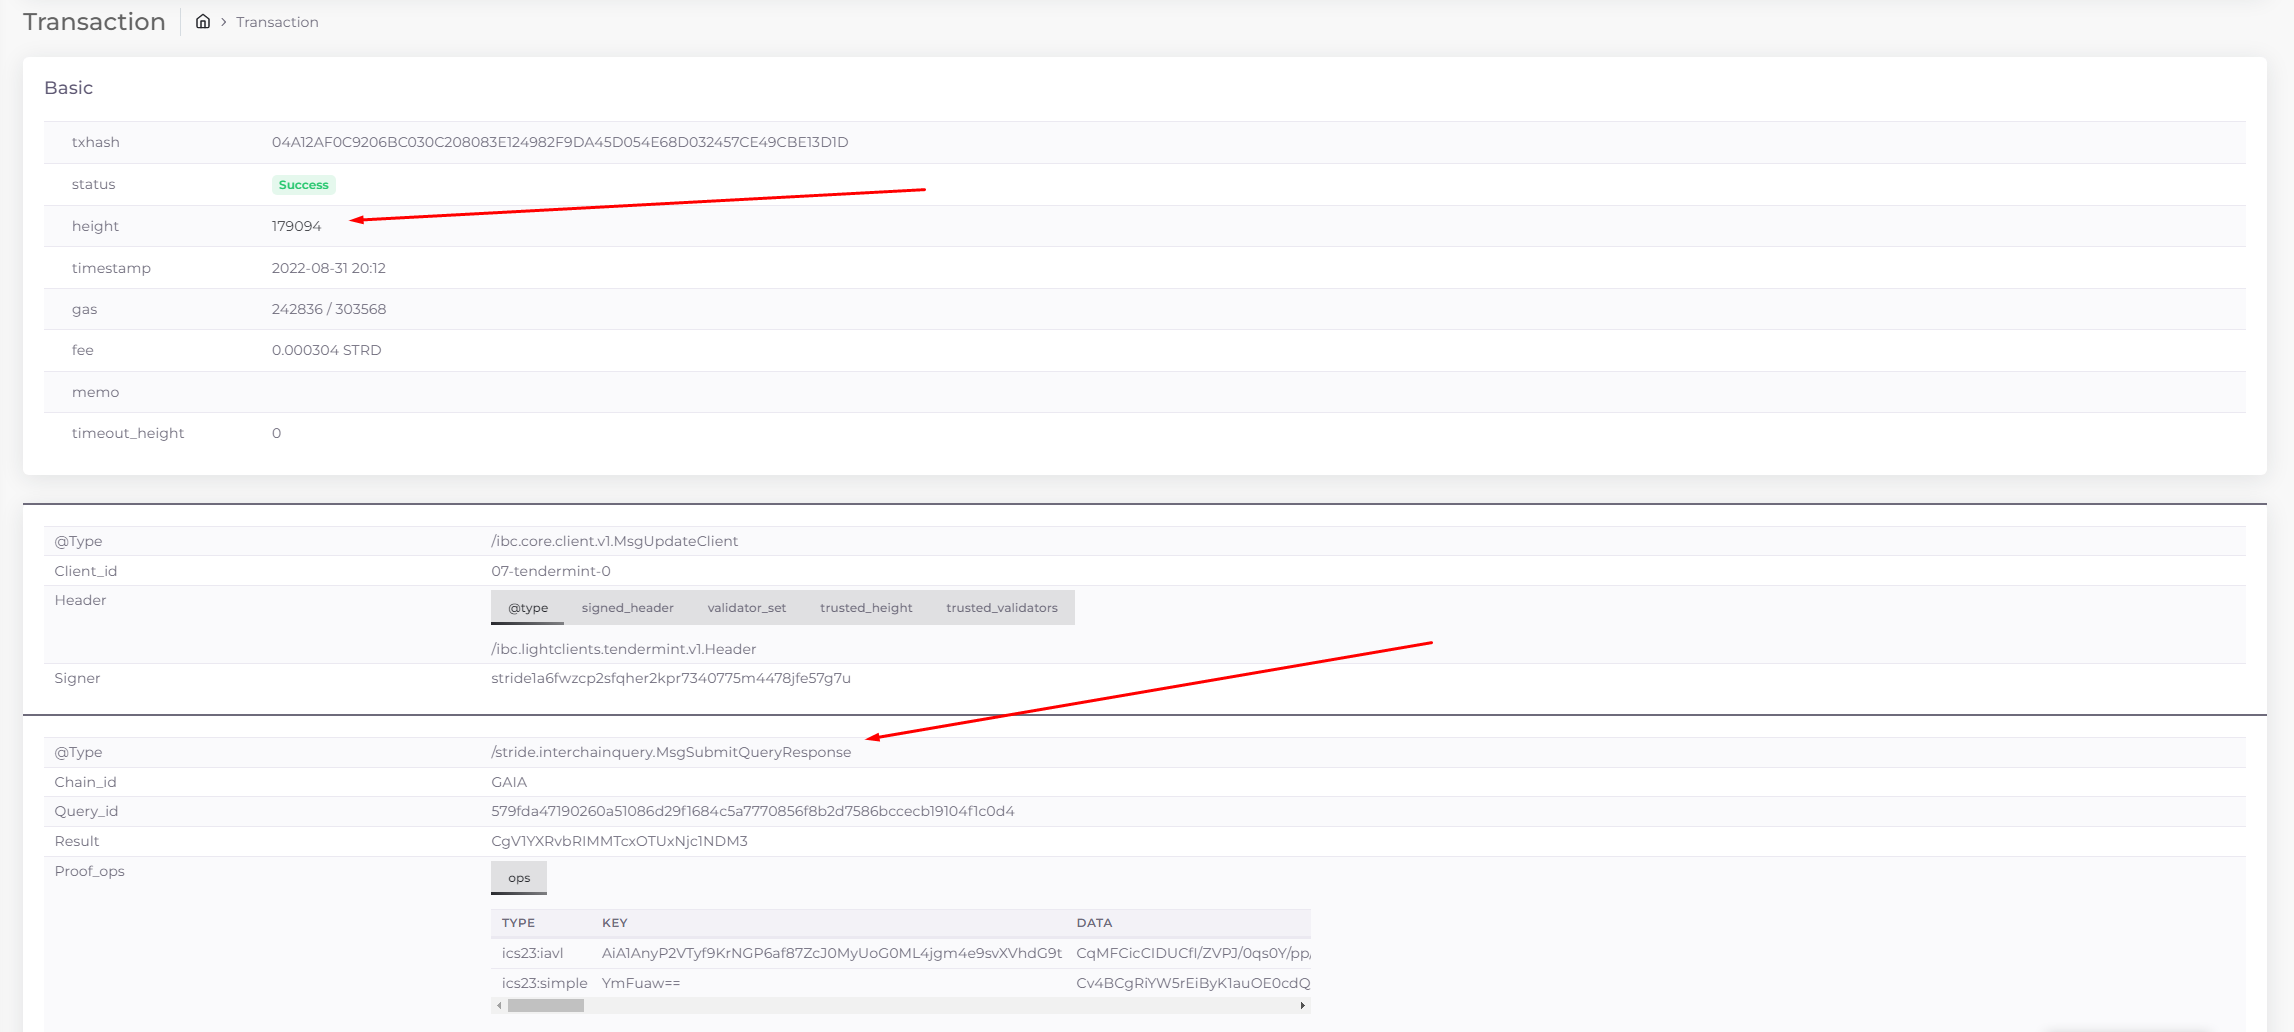 Transaction > Transaction
Basic
txhash 04A12AF0C9206BC030C208083E124982F9DA45D054E68D032457CE49CBE13D1D
status Success
height 179094
timestamp 2022-08-31 20:12
gas 242836 / 303568
fee 0.000304 STRD
memo
timeout_height 0
@Type /ibc.core.client.v1.MsgUpdateClient
Client_id 07-tendermint-0
Header @type signed_header validator_set trusted_height trusted_validators
/ibc.lightclients.tendermint.v1.Header
Signer stride1a6fwzcp2sfqher2kpr7340775m4478jfe57g7u
@Type /stride.interchainquery.MsgSubmitQueryResponse
Chain_id GAIA
Query_id 579fda47190260a51086d29f1684c5a7770856f8b2d7586bccecb19104f1c0d4
Result CgV1YXRvbRIMMTcxOTUxNjc1NDM3
Proof_ops ops
TYPE KEY DATA
ics23:iavl AiA1AnyP2VTyf9KrNGP6af87ZcJ0MyUoG0ML4jgm4e9svXVhdG9t CqMFCicCIDUCfI/ZVPJ/0qs0Y/pp/
ics23:simple YmFuaw== Cv4BCgRiYW5rEiByK1auOE0cdQ